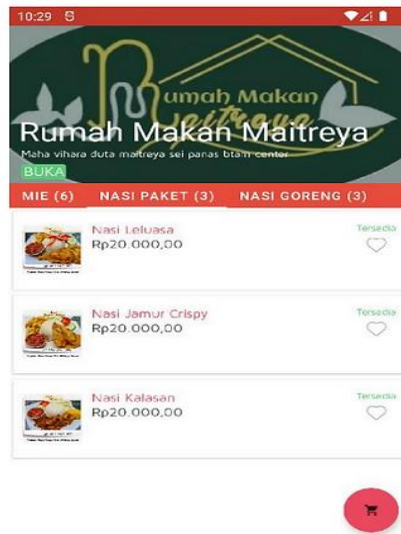 10:29
Rumah Makan
Maitreya
Rumah Makan Maitreya
Maha vihara duta maitreya sei panas btam center
BUKA
MIE (6) NASI PAKET (3) NASI GORENG (3)
Nasi Leluasa
Tersedia
Rp20.000,00
Nasi Jamur Crispy
Tersedia
Rp20.000,00
Nasi Kalasan
Tersedia
Rp20.000,00